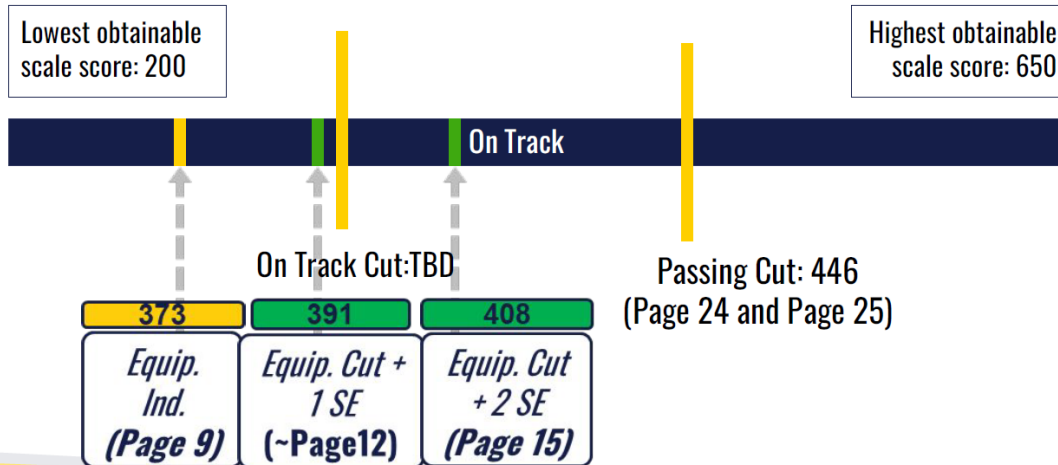 Lowest obtainable
scale score: 200
Highest obtainable
scale score: 650
On Track
On Track Cut:TBD
Passing Cut: 446
(Page 24 and Page 25)
373
Equip.
Ind.
(Page 9)
391
Equip. Cut +
1 SE
(~Page12)
408
Equip. Cut
+ 2 SE
(Page 15)